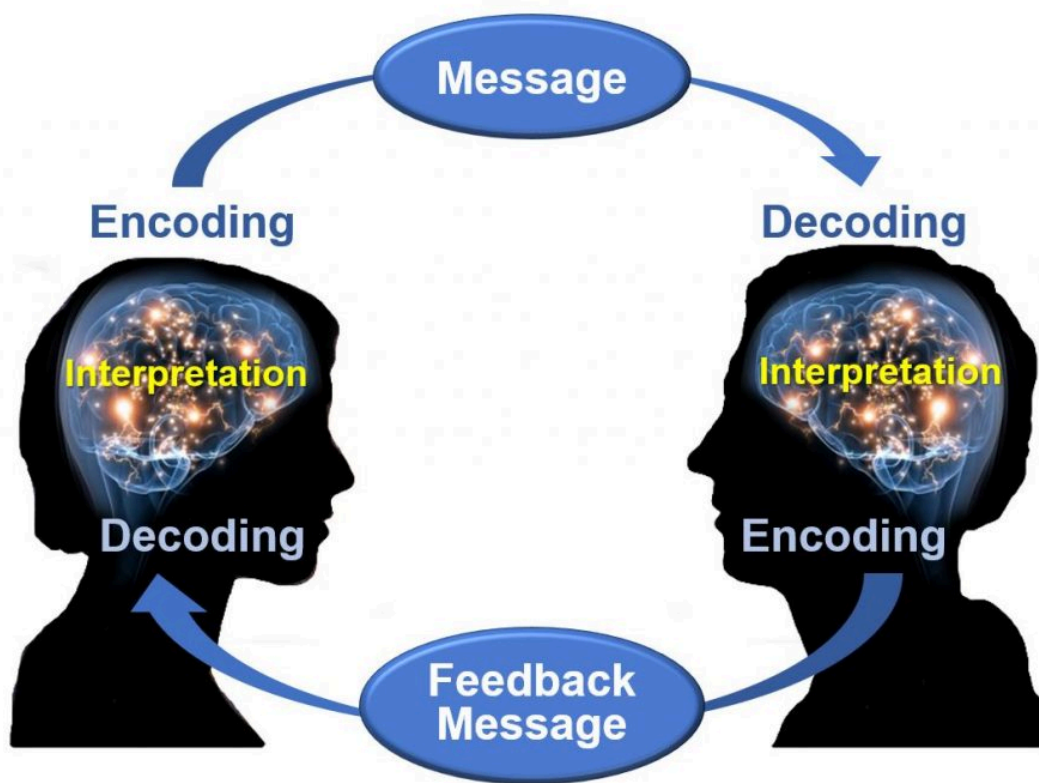 Message
Encoding
Decoding
Interpretation
Interpretation
Decoding
Encoding
Feedback
Message